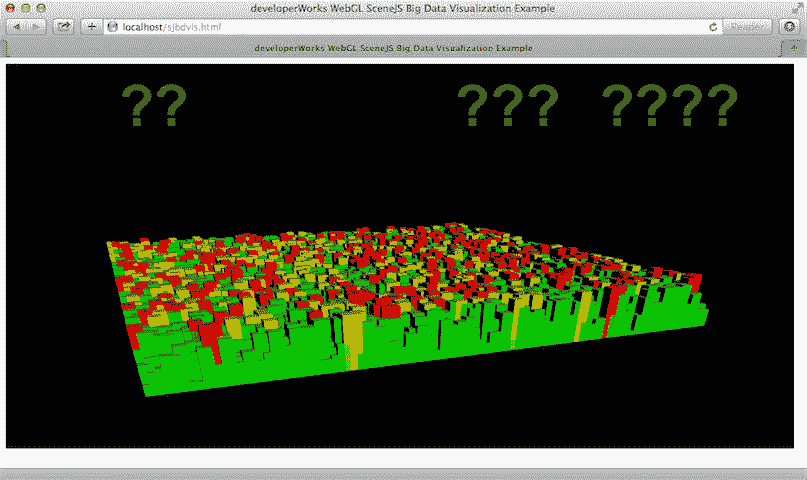 developerWorks WebGL SceneJS Big Data Visualization Example
localhost/sjbdvis.html
Reader
developerWorks WebGL SceneJS Big Data Visualization Example
?? ??? ????